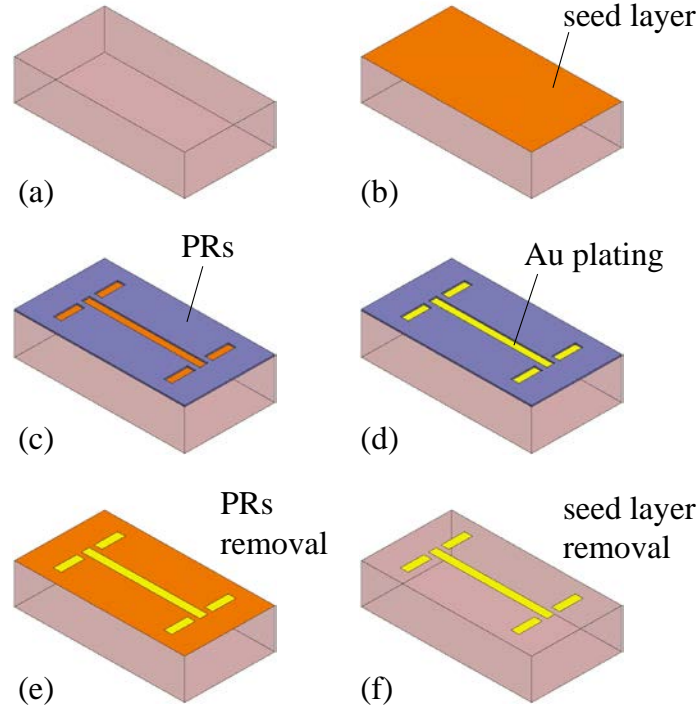 seed layer
(a)
(b)
PRs
Au plating
(c)
(d)
PRs
removal
seed layer
removal
(e)
(f)